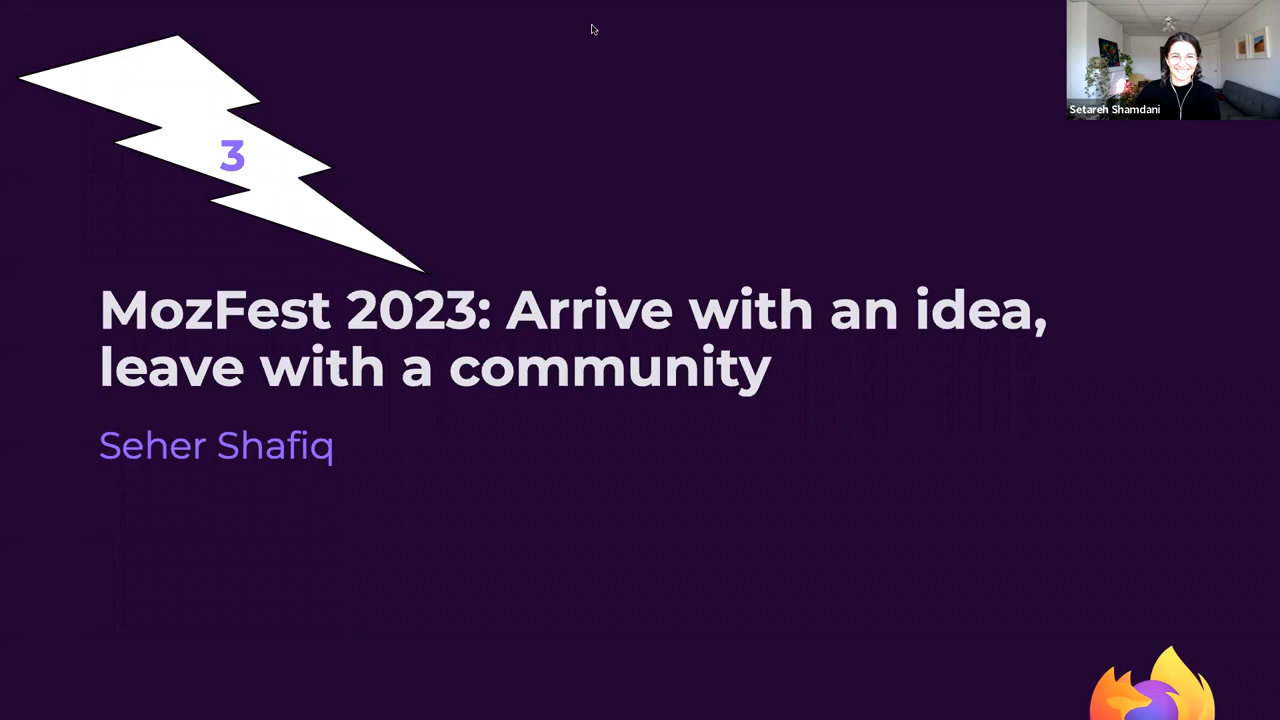 Setareh Shamdani
3
MozFest 2023: Arrive with an idea,
leave with a community
Seher Shafiq